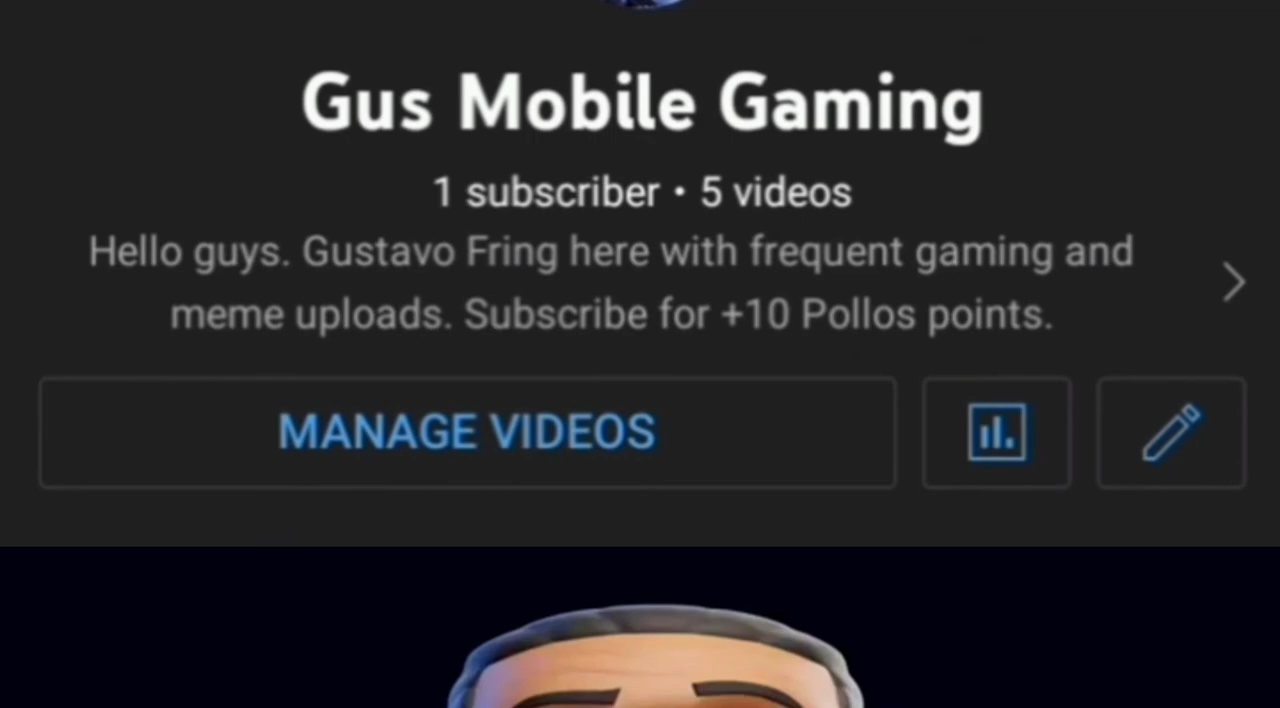 Gus Mobile Gaming
1 subscriber • 5 videos
Hello guys. Gustavo Fring here with frequent gaming and
meme uploads. Subscribe for +10 Pollos points.
MANAGE VIDEOS